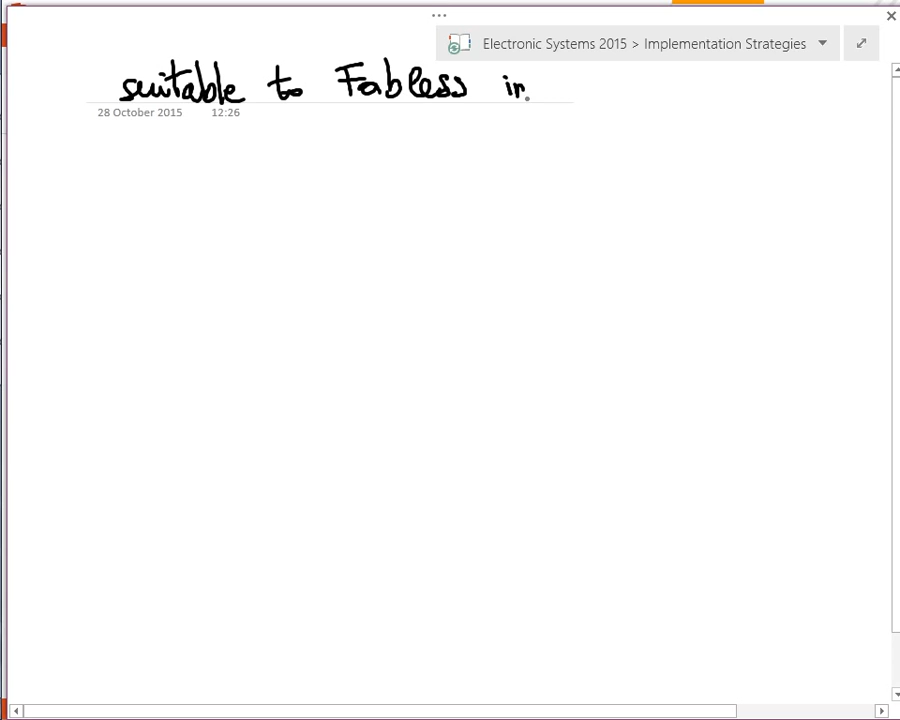 Electronic Systems 2015 > Implementation Strategies
suitable to Fabless in
28 October 2015 12:26